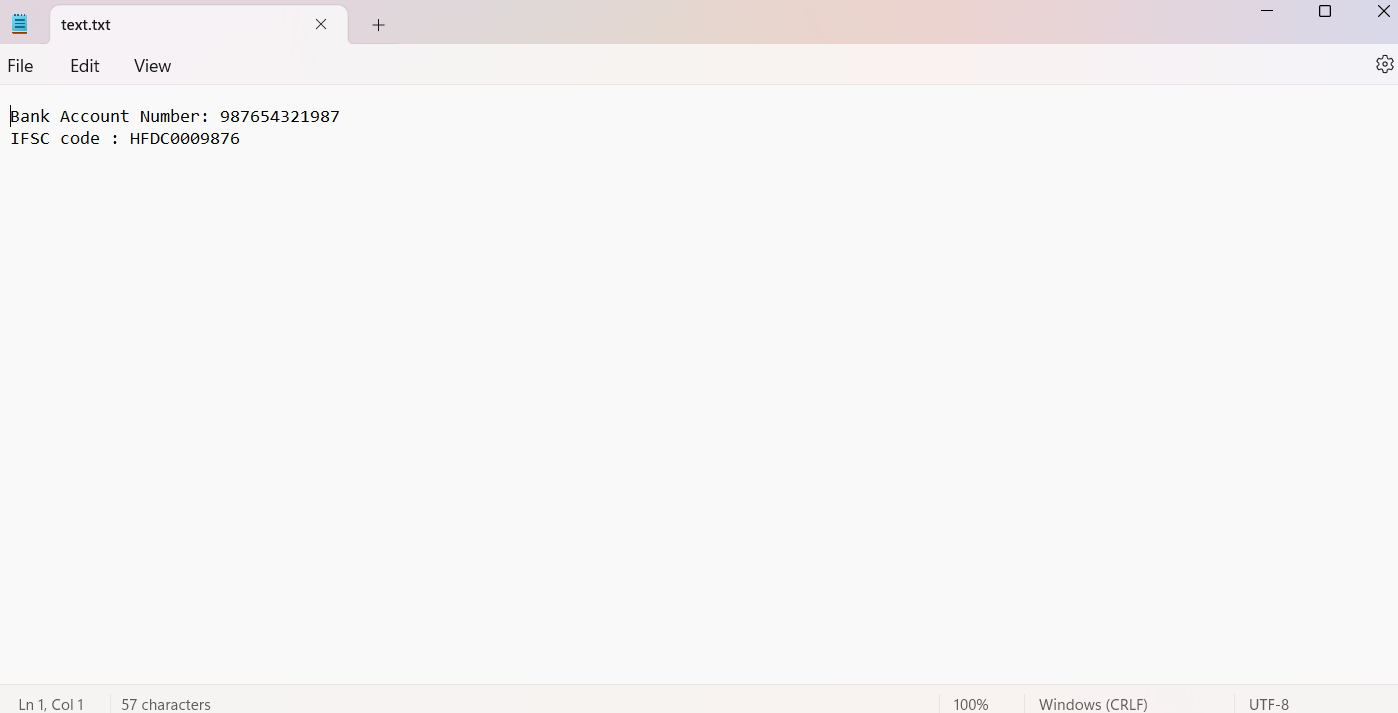 text.txt
File Edit View
Bank Account Number: 987654321987
IFSC code : HFDC0009876
Ln 1, Col 1 57 characters 100% Windows (CRLF) UTF-8